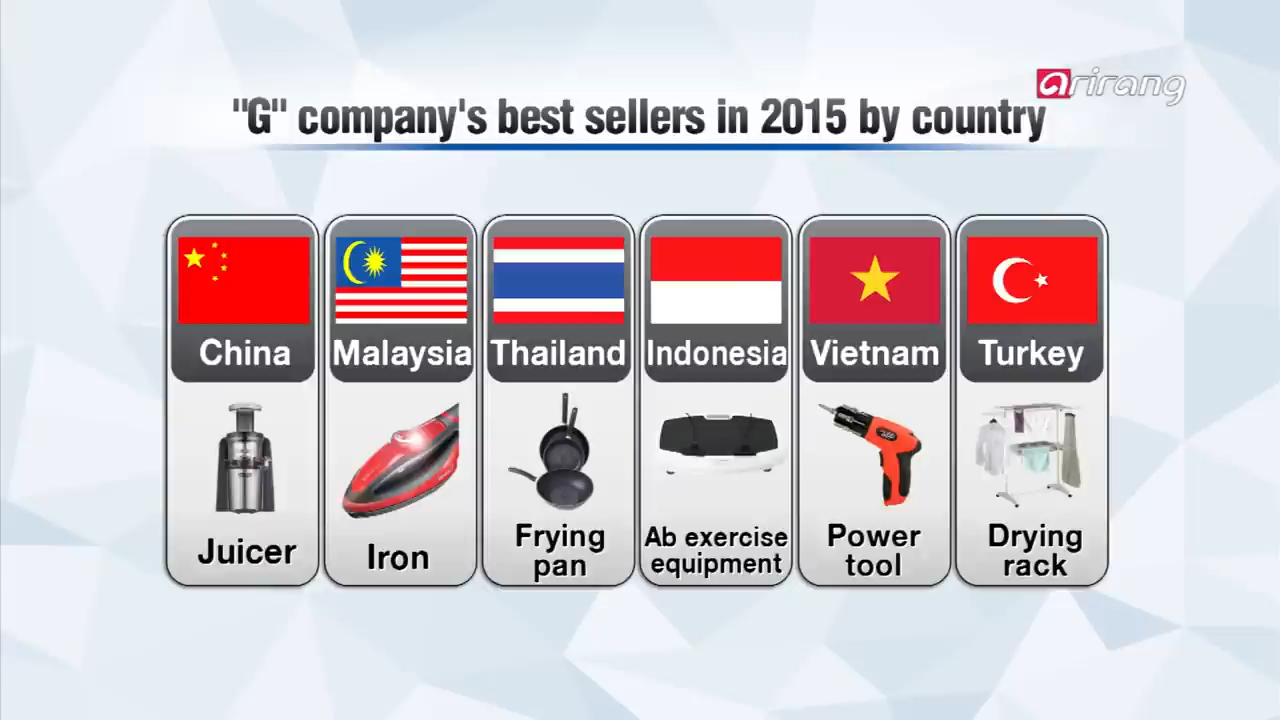 arirang
"G" company's best sellers in 2015 by country
China
Malaysia
Thailand
Indonesia
Vietnam
Turkey
Juicer
Iron
Frying
pan
Ab exercise
equipment
Power
tool
Drying
rack